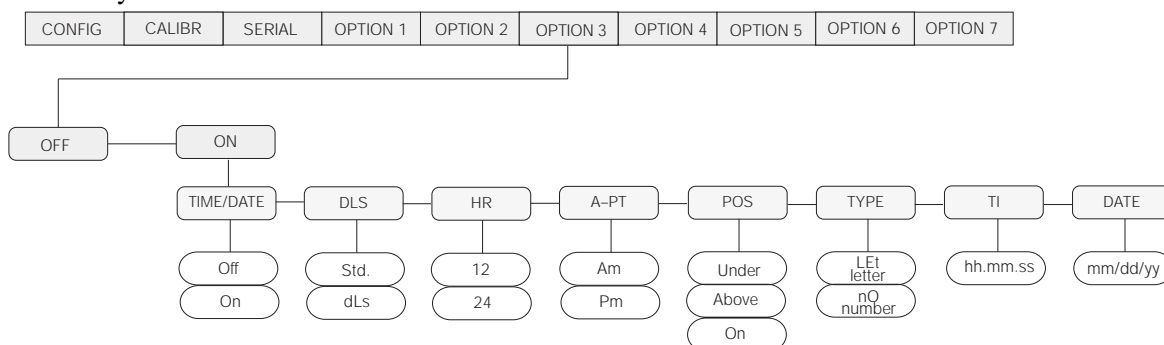 CONFIG CALIBR SERIAL OPTION 1 OPTION 2 OPTION 3 OPTION 4 OPTION 5 OPTION 6 OPTION 7
OFF ON
TIME/DATE DLS HR A–PT POS TYPE TI DATE
Off Std. 12 Am Under LEt letter hh.mm.ss mm/dd/yy
On dLs 24 Pm Above nO number
On